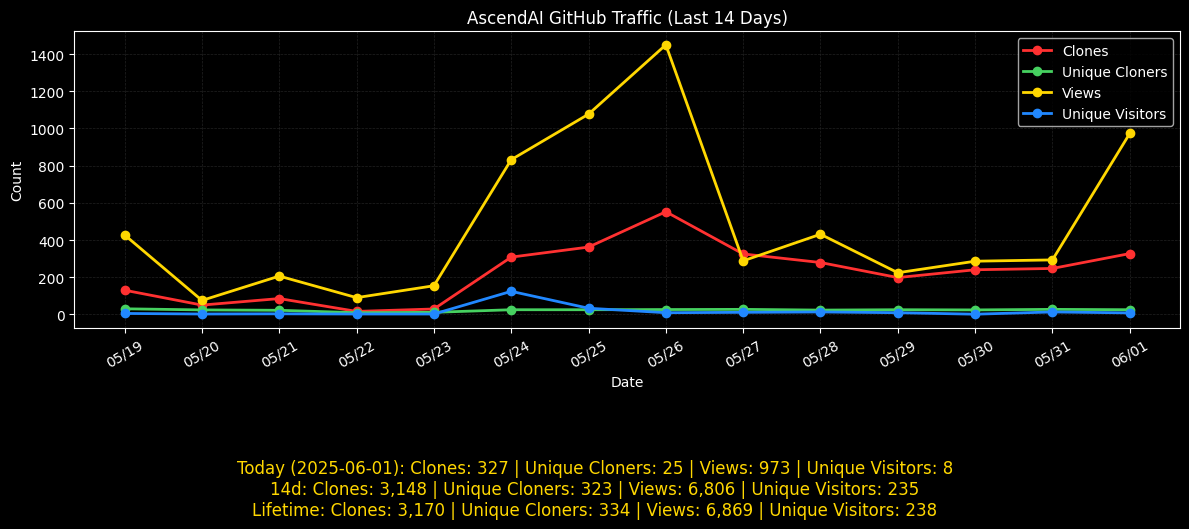 AscendAI GitHub Traffic (Last 14 Days)
Clones
Unique Cloners
Views
Unique Visitors
Count
1400
1200
1000
800
600
400
200
0
05/19 05/20 05/21 05/22 05/23 05/24 05/25 05/26 05/27 05/28 05/29 05/30 05/31 06/01
Date
Today (2025-06-01): Clones: 327 | Unique Cloners: 25 | Views: 973 | Unique Visitors: 8
14d: Clones: 3,148 | Unique Cloners: 323 | Views: 6,806 | Unique Visitors: 235
Lifetime: Clones: 3,170 | Unique Cloners: 334 | Views: 6,869 | Unique Visitors: 238